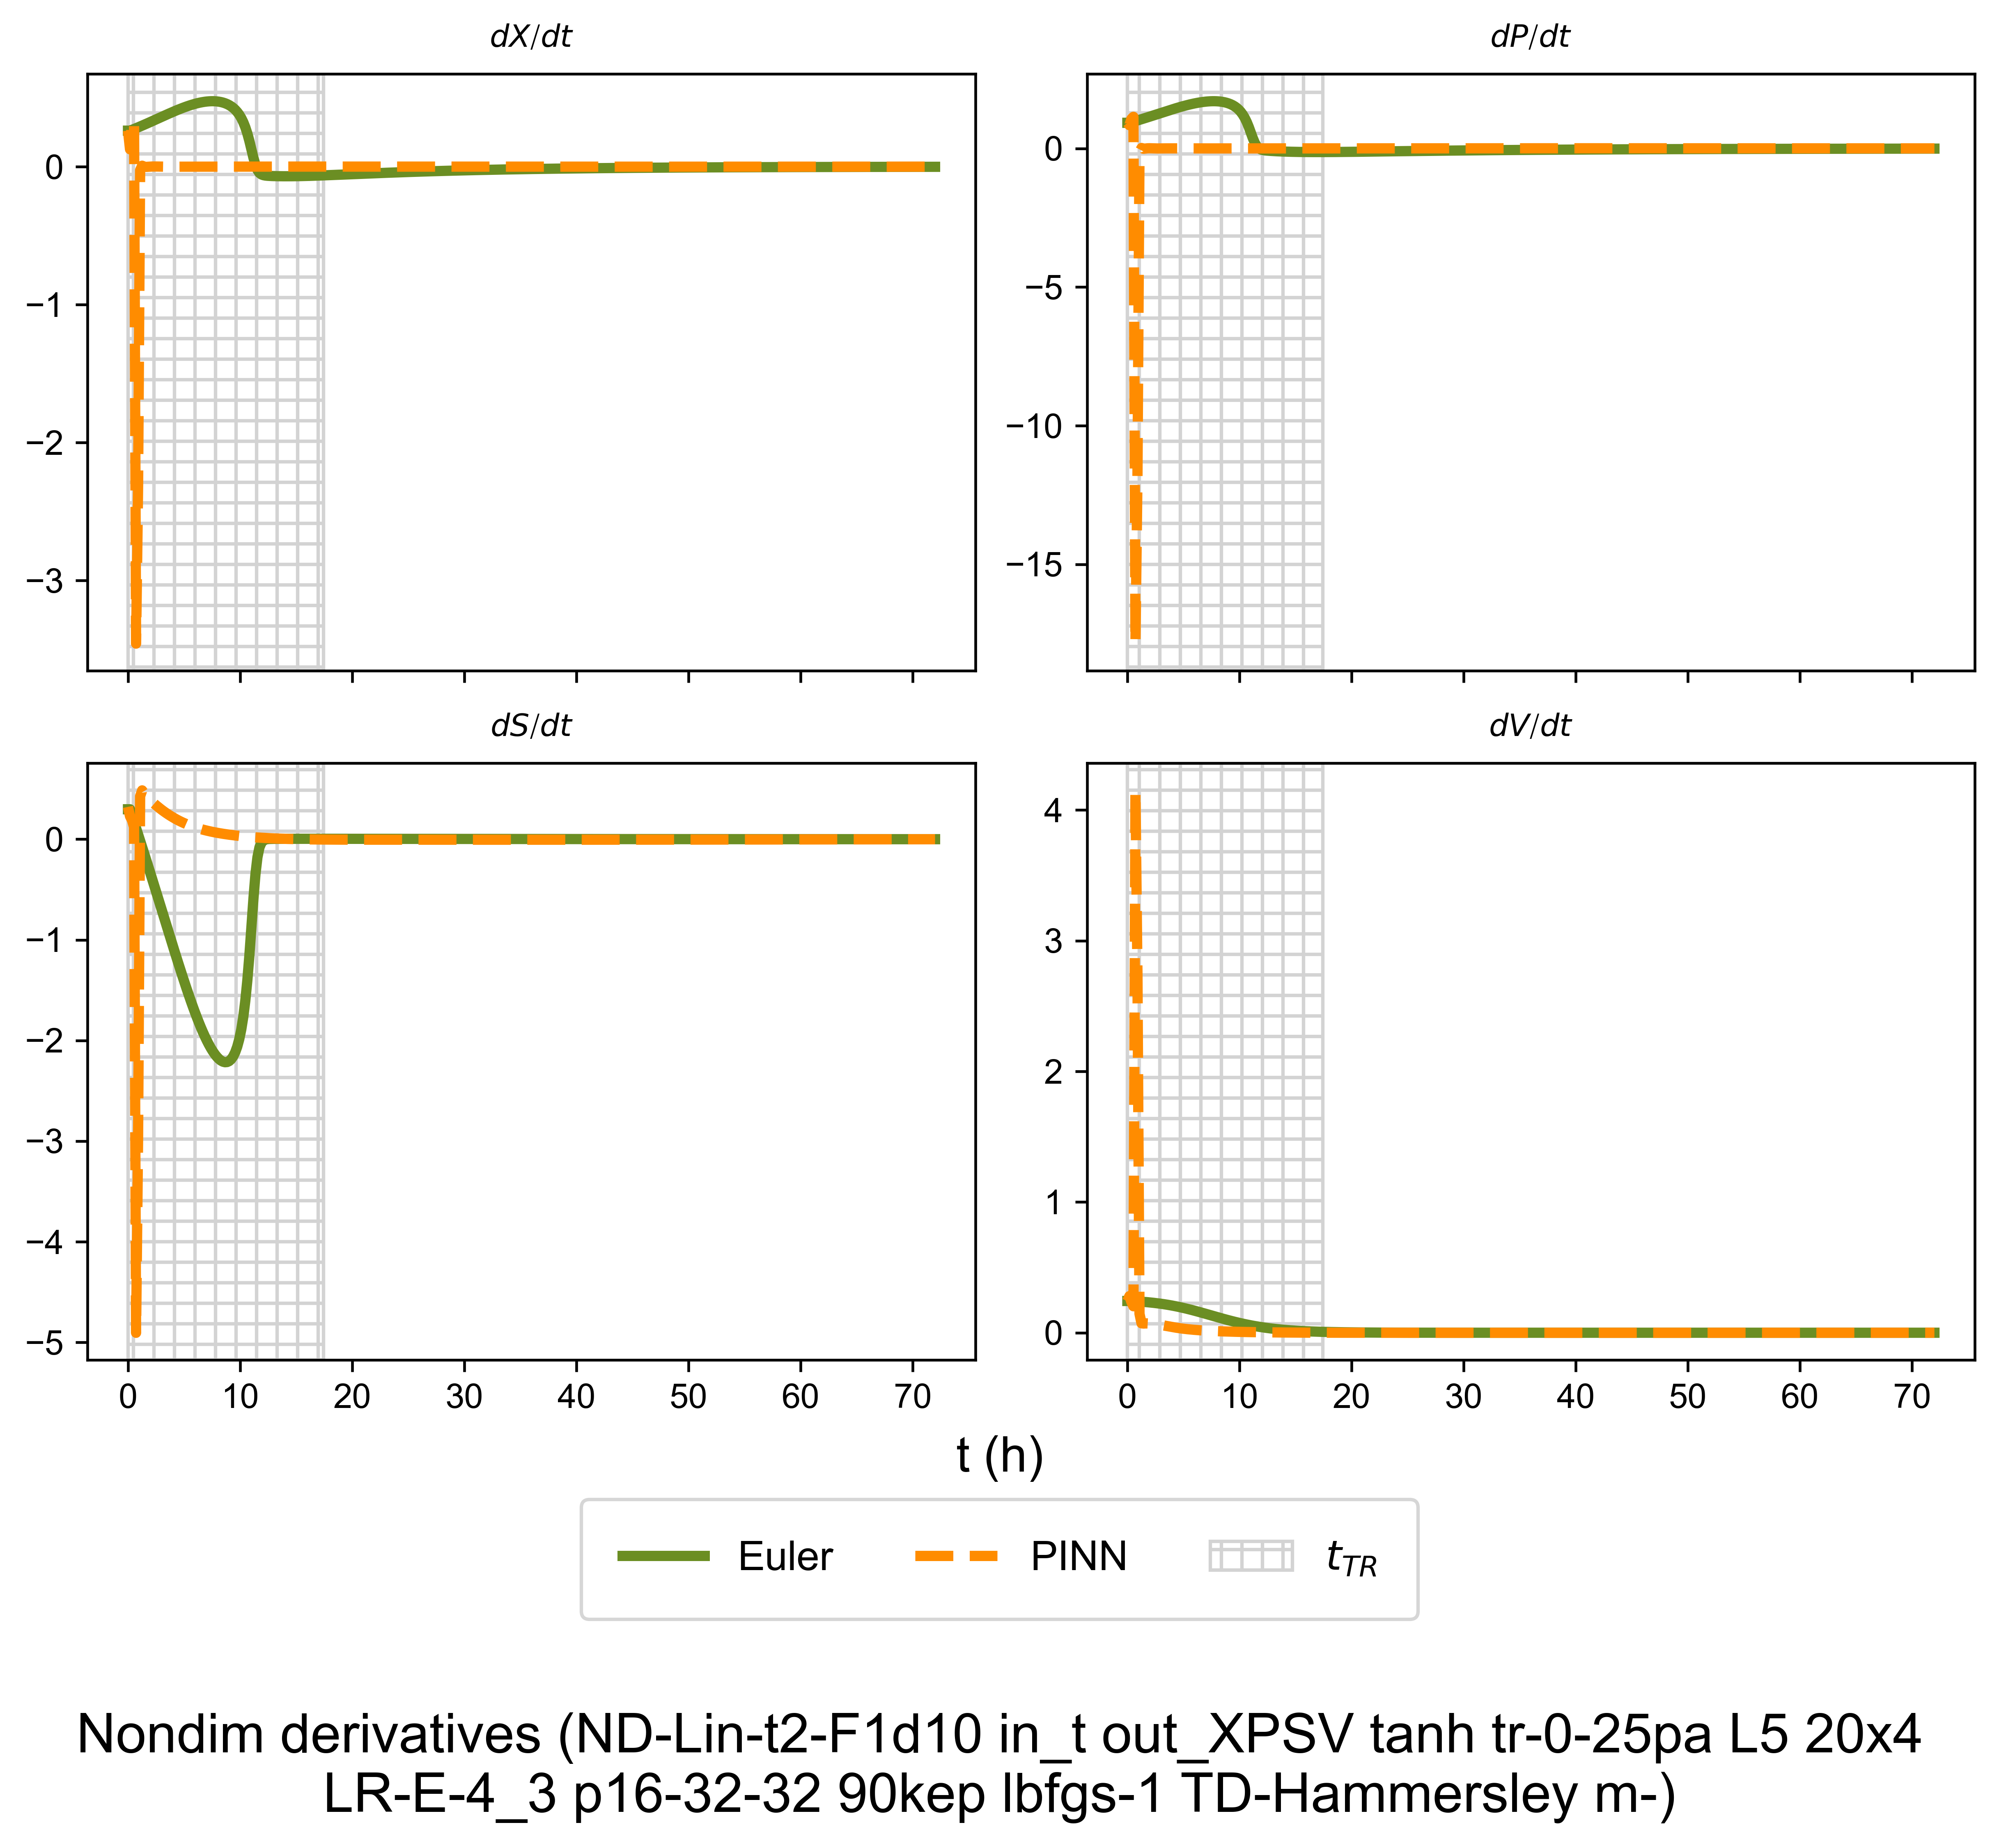 dX/dt
dP/dt
0
−1
−2
−3
0
−5
−10
−15
dS/dt
dV/dt
0
−1
−2
−3
−4
−5
4
3
2
1
0
0 10 20 30 40 50 60 70
0 10 20 30 40 50 60 70
t (h)
Euler PINN t_TR
Nondim derivatives (ND-Lin-t2-F1d10 in_t out_XPSV tanh tr-0-25pa L5 20x4
LR-E-4_3 p16-32-32 90kep lbfgs-1 TD-Hammersley m-)